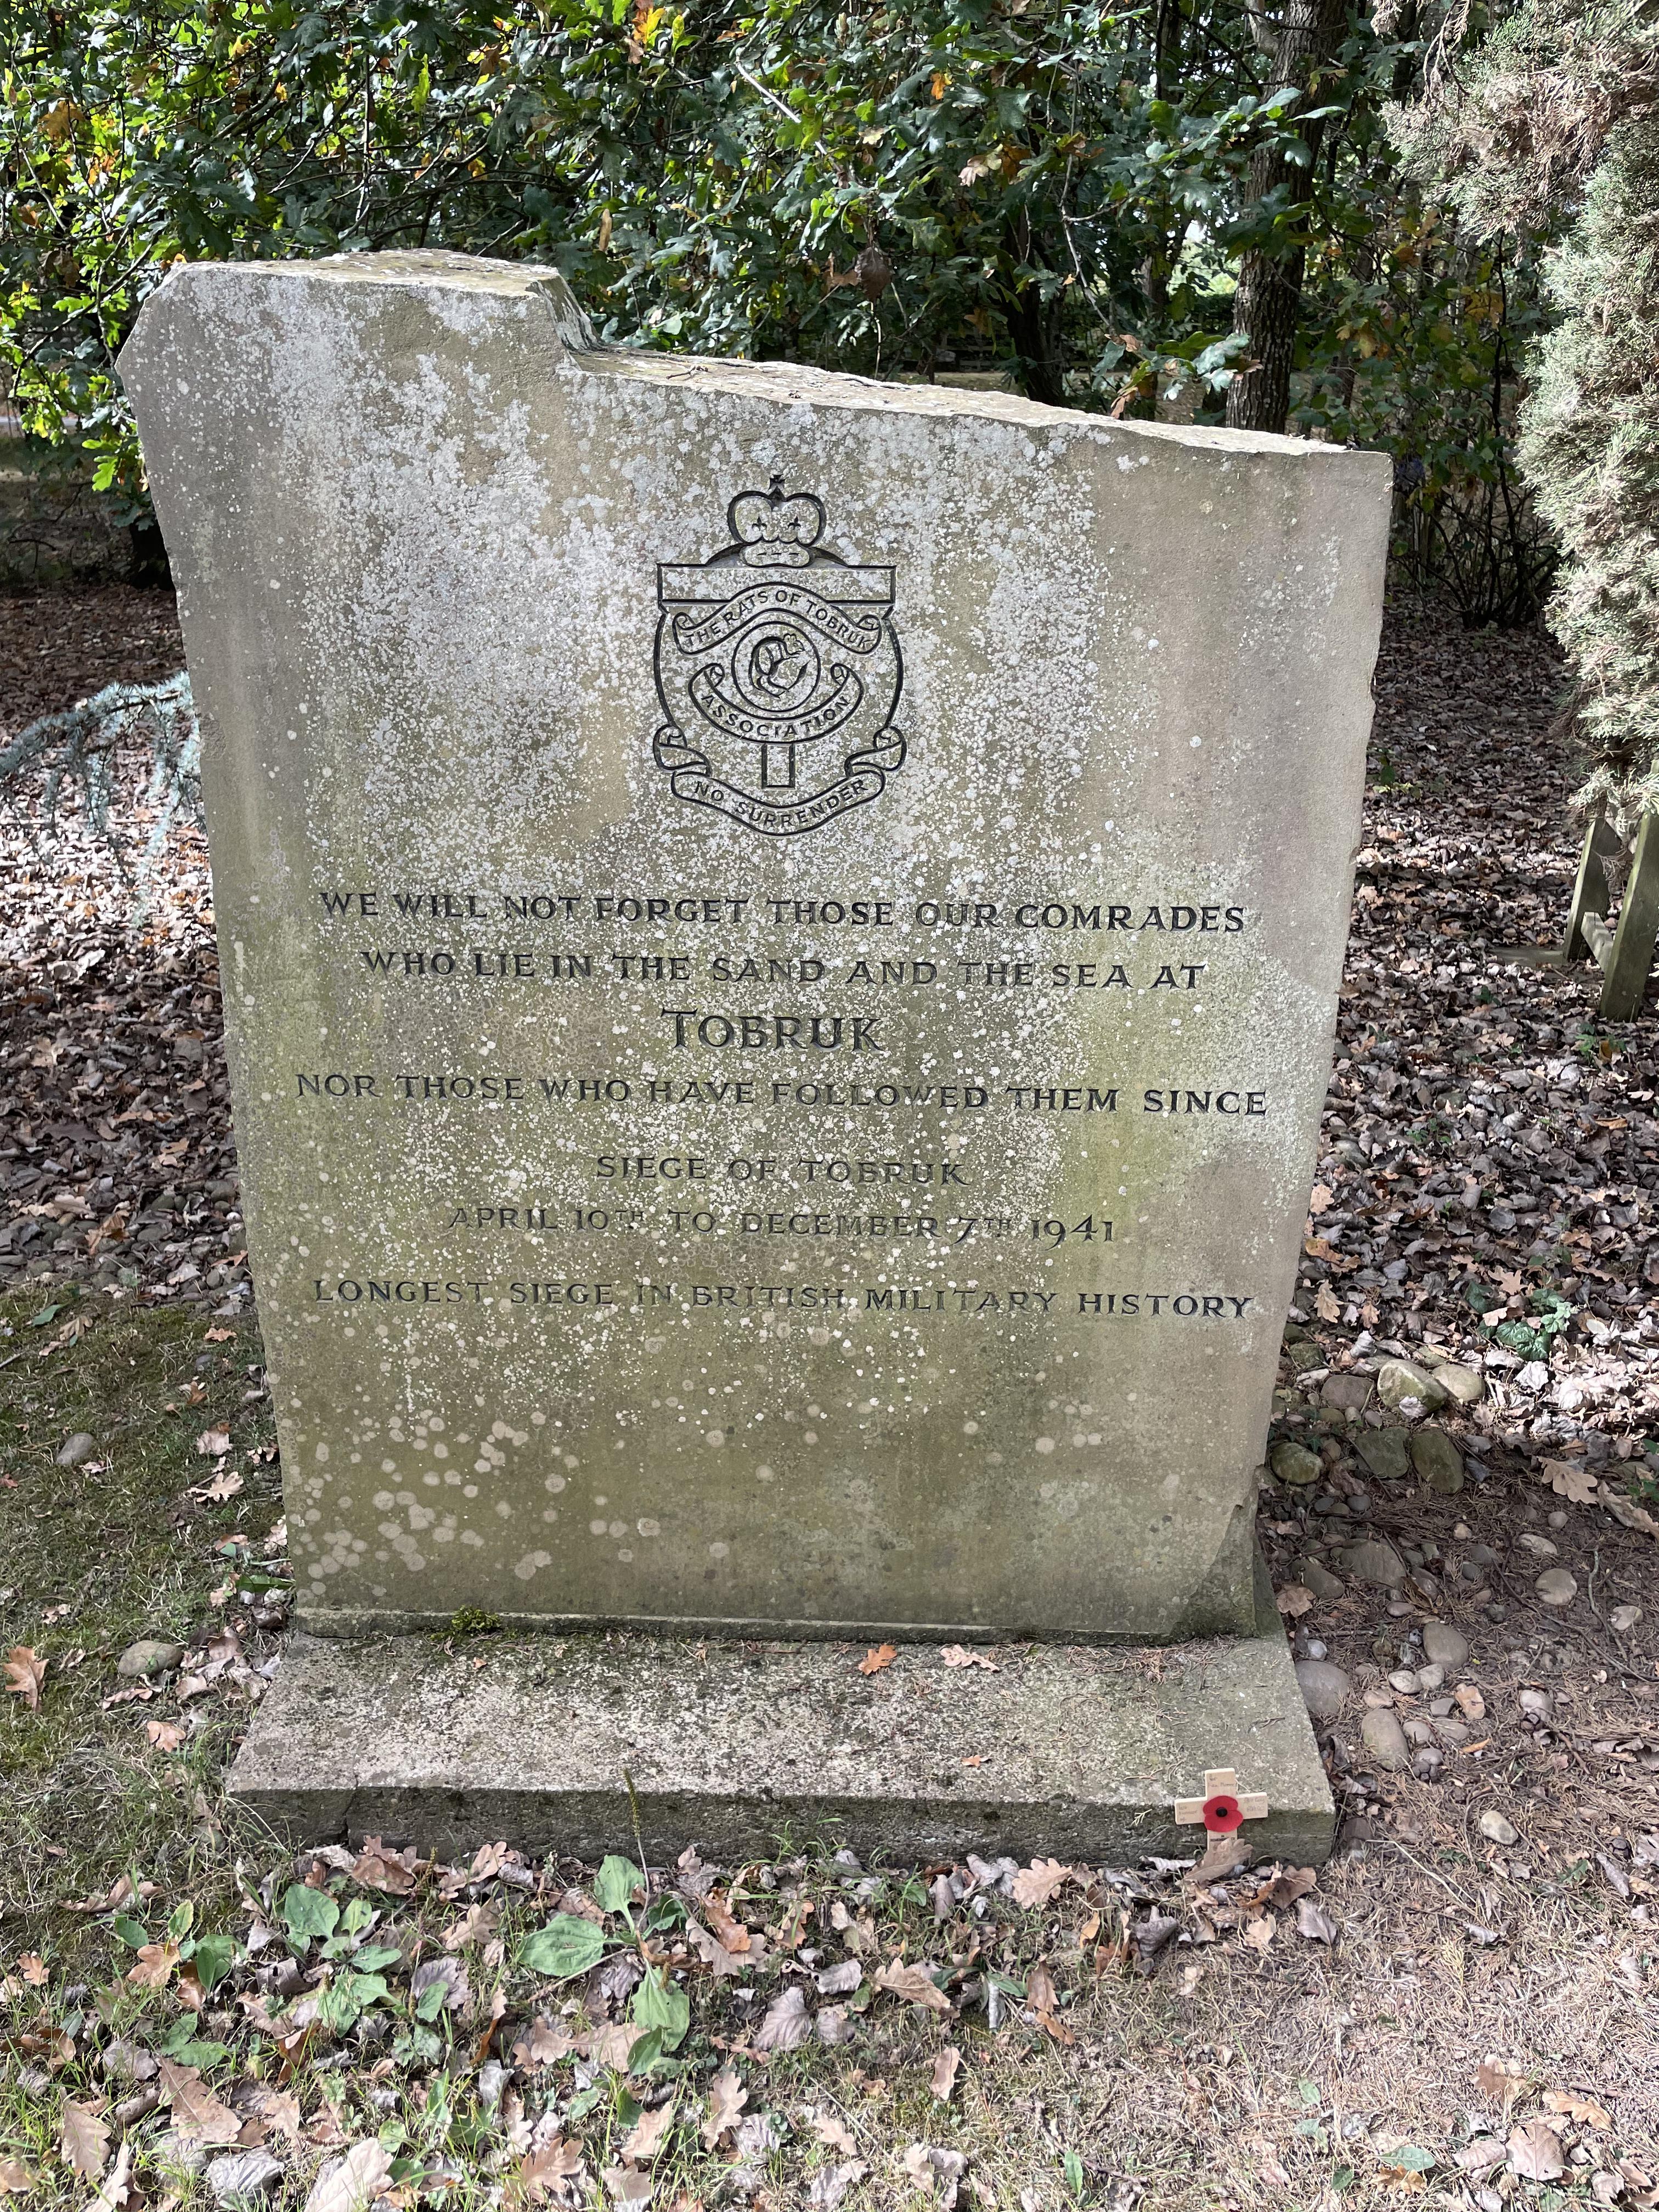 THE RATS OF TOBRUK
ASSOCIATION
NO SURRENDER
WE WILL NOT FORGET THOSE OUR COMRADES
WHO LIE IN THE SAND AND THE SEA AT
TOBRUK
NOR THOSE WHO HAVE FOLLOWED THEM SINCE
SIEGE OF TOBRUK
APRIL 10TH TO DECEMBER 7TH 1941
LONGEST SIEGE IN BRITISH MILITARY HISTORY